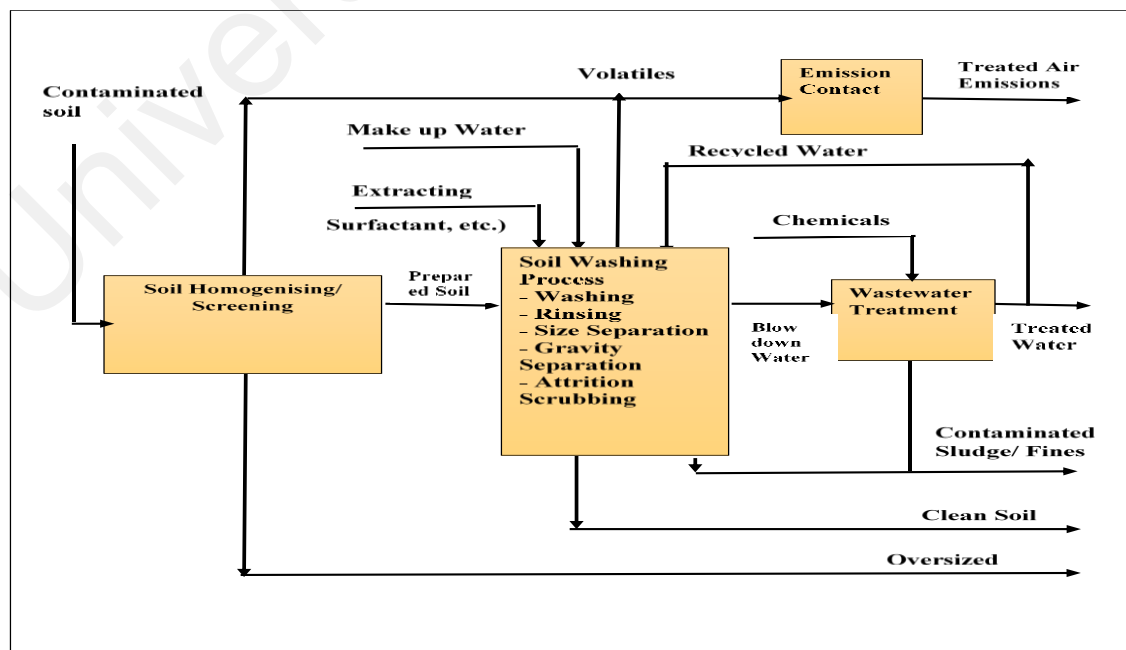 Univers
Contaminated
soil
Volatiles
Emission
Contact
Treated Air
Emissions
Make up Water
Recycled Water
Extracting
Surfactant, etc.)
Chemicals
Soil Homogenising/
Screening
Prepar
ed Soil
Soil Washing
Process
- Washing
- Rinsing
- Size Separation
- Gravity
Separation
- Attrition
Scrubbing
Blow
down
Water
Wastewater
Treatment
Treated
Water
Contaminated
Sludge/ Fines
Clean Soil
Oversized